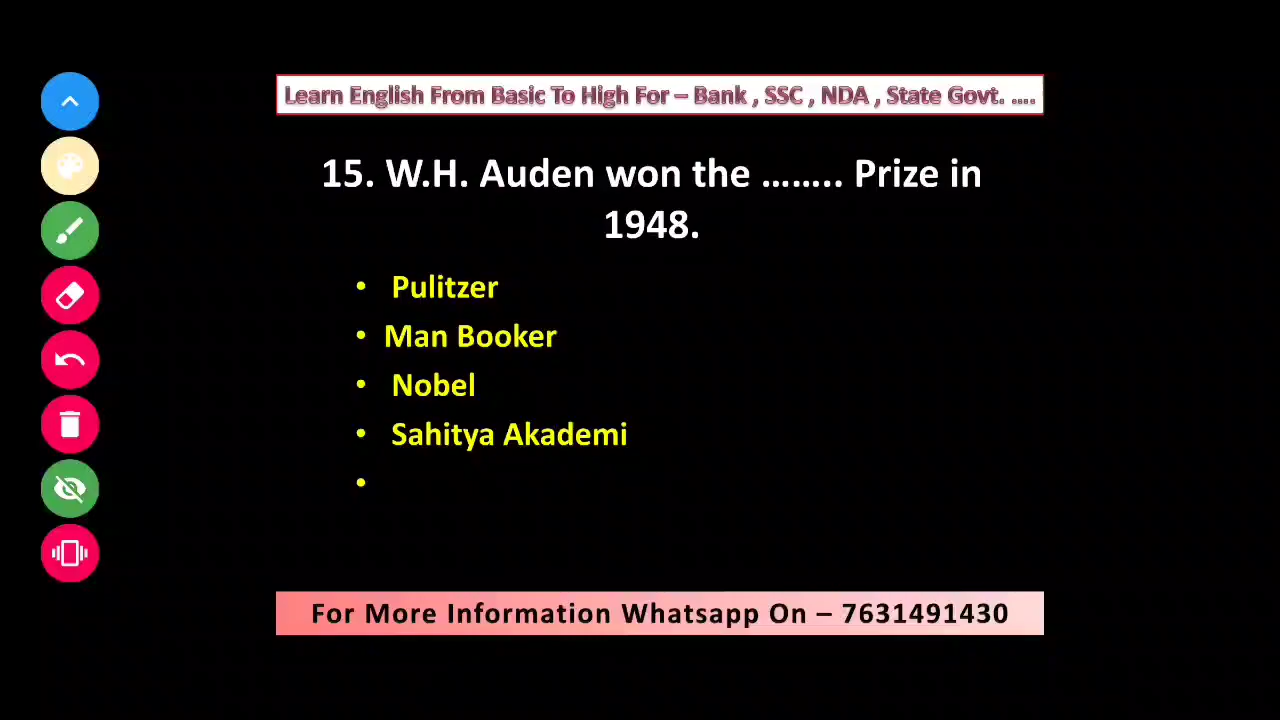 Learn English From Basic To High For – Bank , SSC , NDA , State Govt. ....
15. W.H. Auden won the …….. Prize in
1948.
• Pulitzer
• Man Booker
• Nobel
• Sahitya Akademi
•
For More Information Whatsapp On – 7631491430